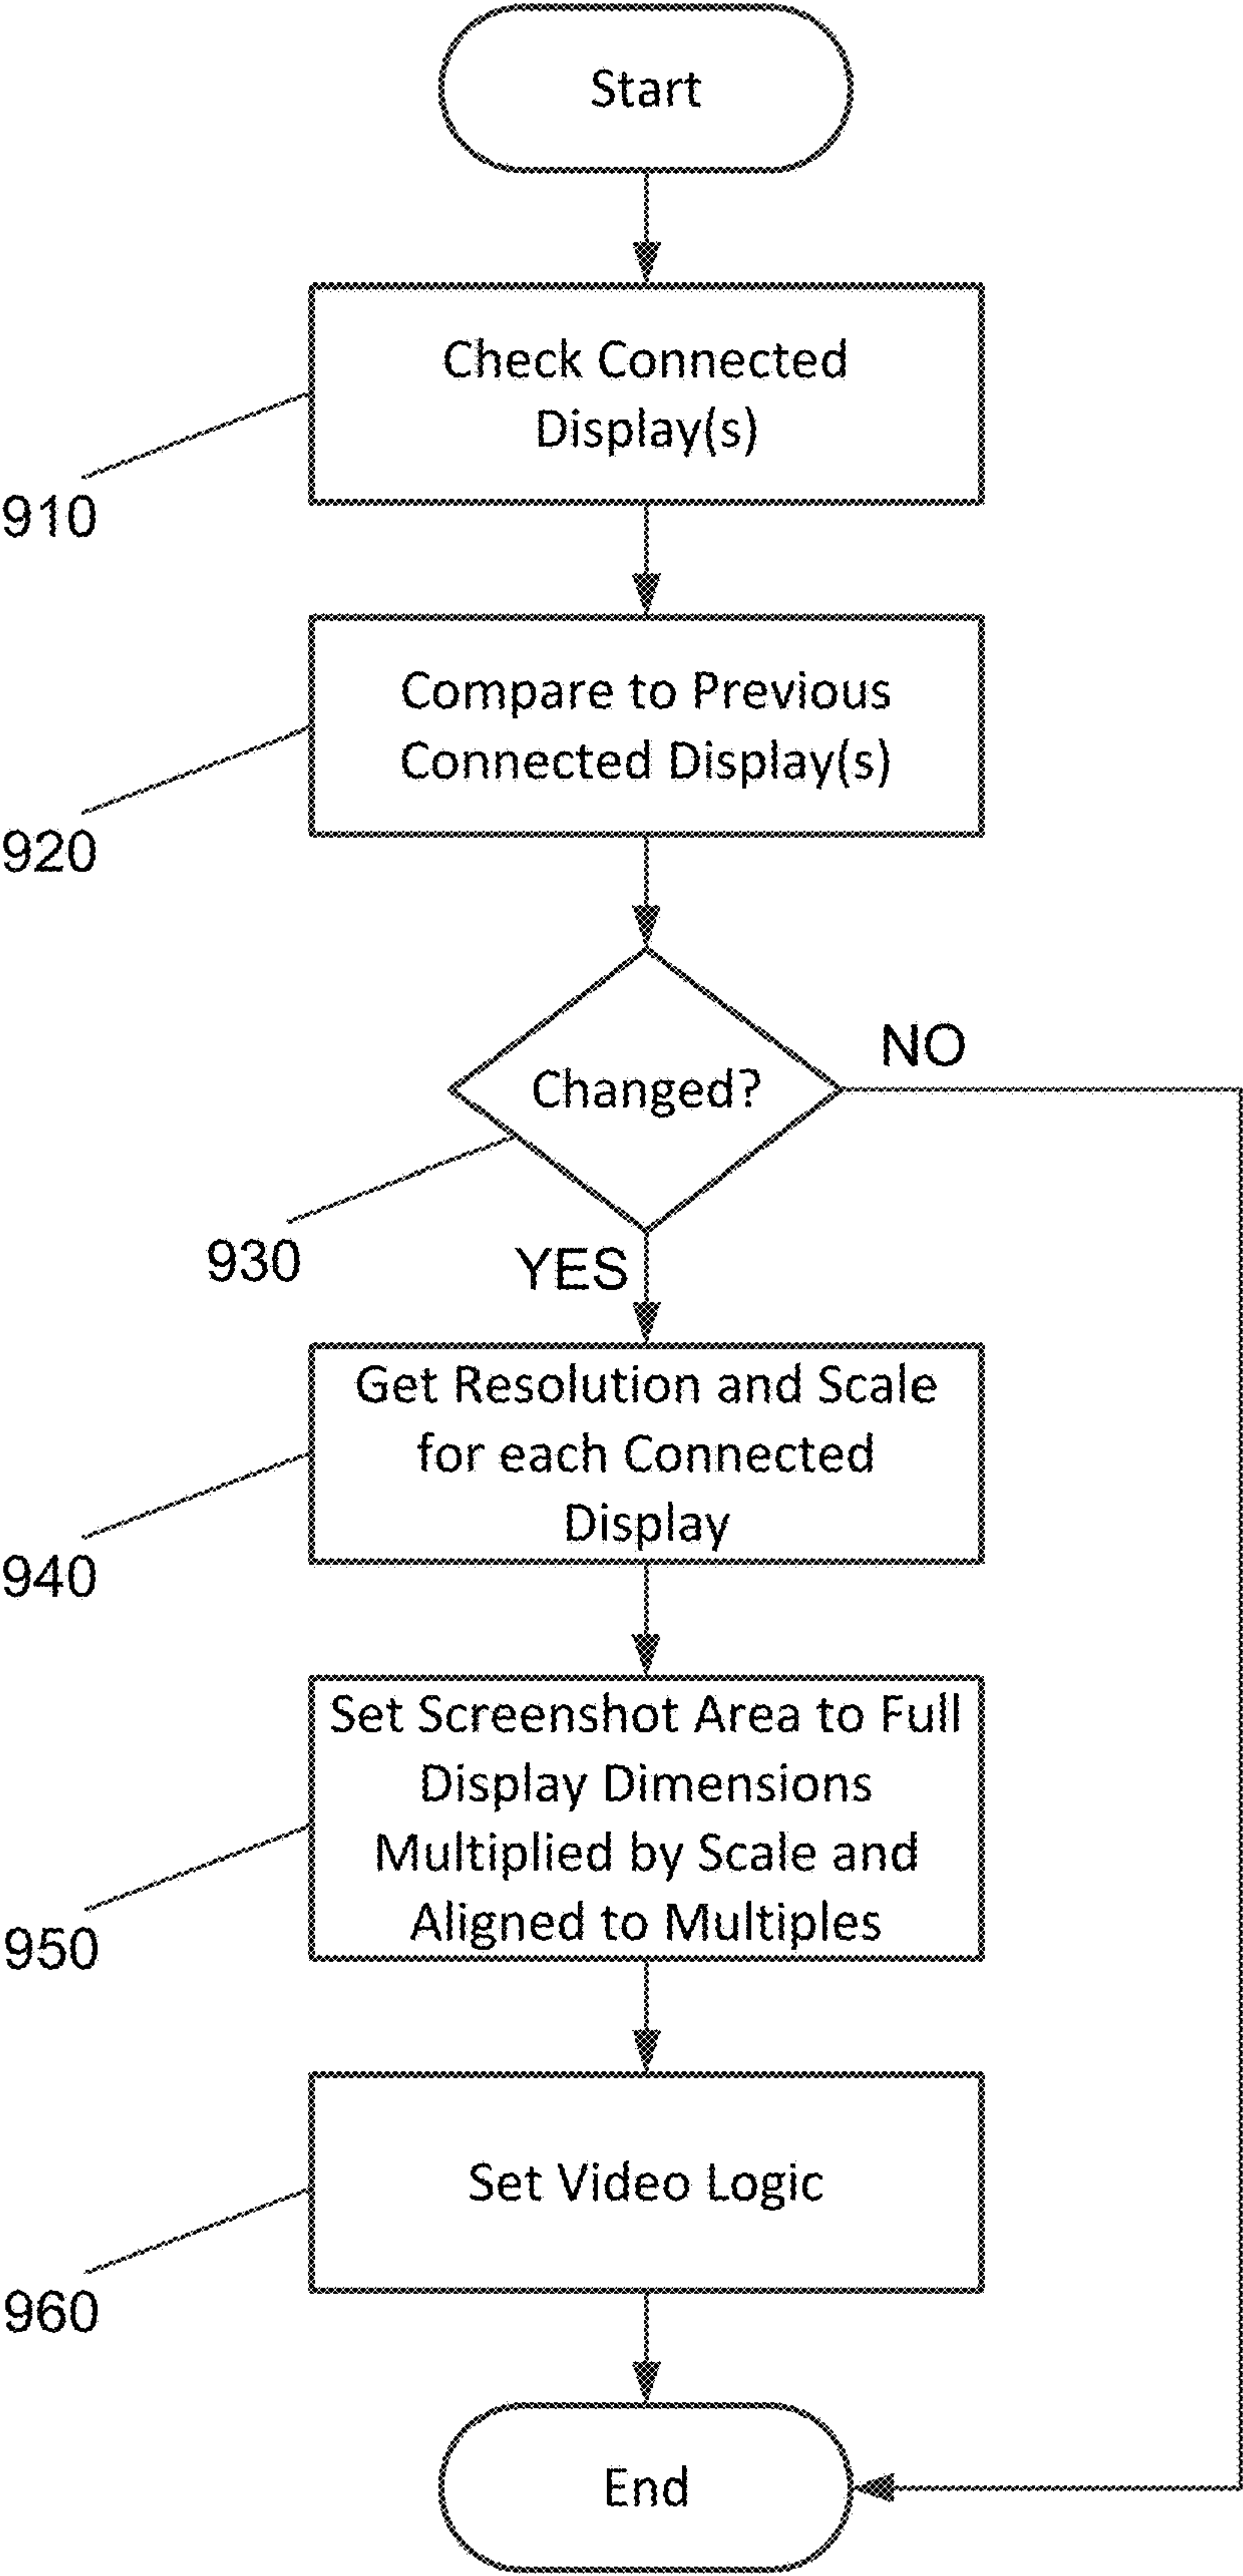 Start
Check Connected
Display(s)
910
Compare to Previous
Connected Display(s)
920
NO
Changed?
930
YES
Get Resolution and Scale
for each Connected
Display
940
Set Screenshot Area to Full
Display Dimensions
Multiplied by Scale and
Aligned to Multiples
950
Set Video Logic
960
End